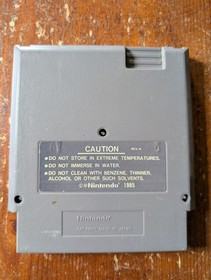 CAUTION
•DO NOT STORE IN EXTREME TEMPERATURES.
•DO NOT IMMERSE IN WATER.
•DO NOT CLEAN WITH BENZENE, THINNER,
ALCOHOL OR OTHER SUCH SOLVENTS.
©®Nintendo 1985
Nintendo